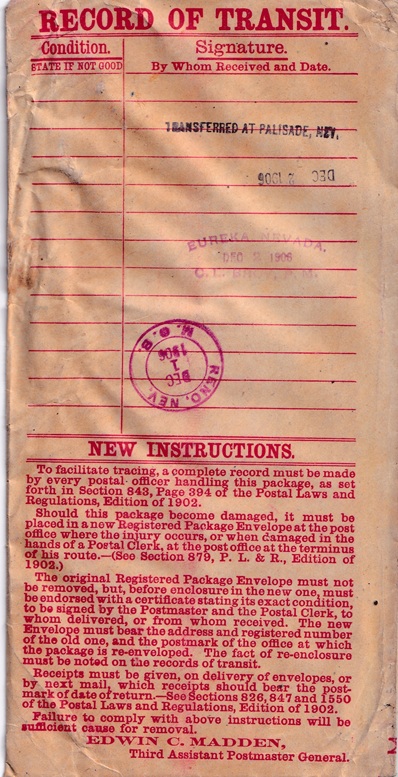 RECORD OF TRANSIT.
Condition.
STATE IF NOT GOOD
Signature.
By Whom Received and Date.
TRANSFERRED AT PALISADE, NEV,
DEC 2 1906
EUREKA NEVADA,
DEC 2 1906
RENO, NEV.
DEC
1
1906
M.O.B.
NEW INSTRUCTIONS.
To facilitate tracing, a complete record must be made
by every postal officer handling this package, as set
forth in Section 843, Page 394 of the Postal Laws and
Regulations, Edition of 1902.
Should this package become damaged, it must be
placed in a new Registered Package Envelope at the post
office where the injury occurs, or when damaged in the
hands of a Postal Clerk, at the post office at the terminus
of his route.—(See Section 879, P. L. & R., Edition of
1902.)
The original Registered Package Envelope must not
be removed, but, before enclosure in the new one, must
be endorsed with a certificate stating its exact condition,
to be signed by the Postmaster and the Postal Clerk, to
whom delivered, or from whom received. The new
Envelope must bear the address and registered number
of the old one, and the postmark of the office at which
the package is re-enveloped. The fact of re-enclosure
must be noted on the records of transit.
Receipts must be given, on delivery of envelopes, or
by next mail, which receipts should bear the post-
mark of date of return.—See Sections 826, 847 and 1550
of the Postal Laws and Regulations, Edition of 1902.
Failure to comply with above instructions will be
sufficient cause for removal.
EDWIN C. MADDEN,
Third Assistant Postmaster General.